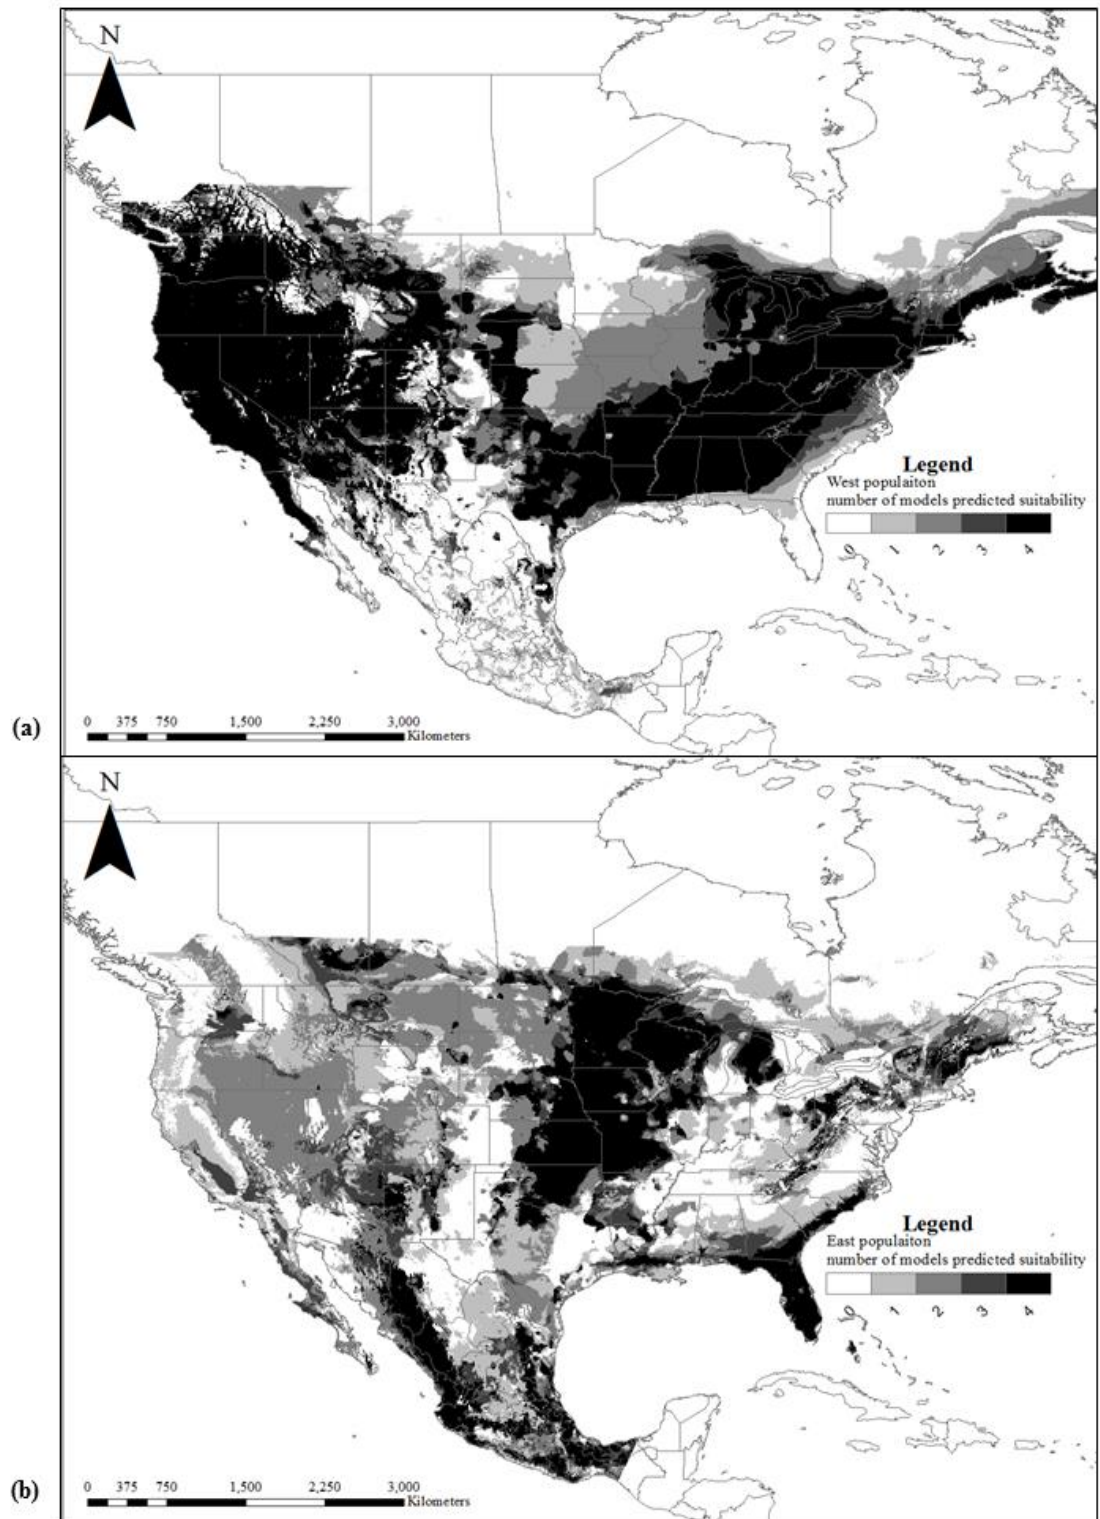 N
Legend
West populaiton
number of models predicted suitability
0 1 2 3 4
(a)
0 375 750 1,500 2,250 3,000
Kilometers
N
Legend
East populaiton
number of models predicted suitability
0 1 2 3 4
(b)
0 375 750 1,500 2,250 3,000
Kilometers